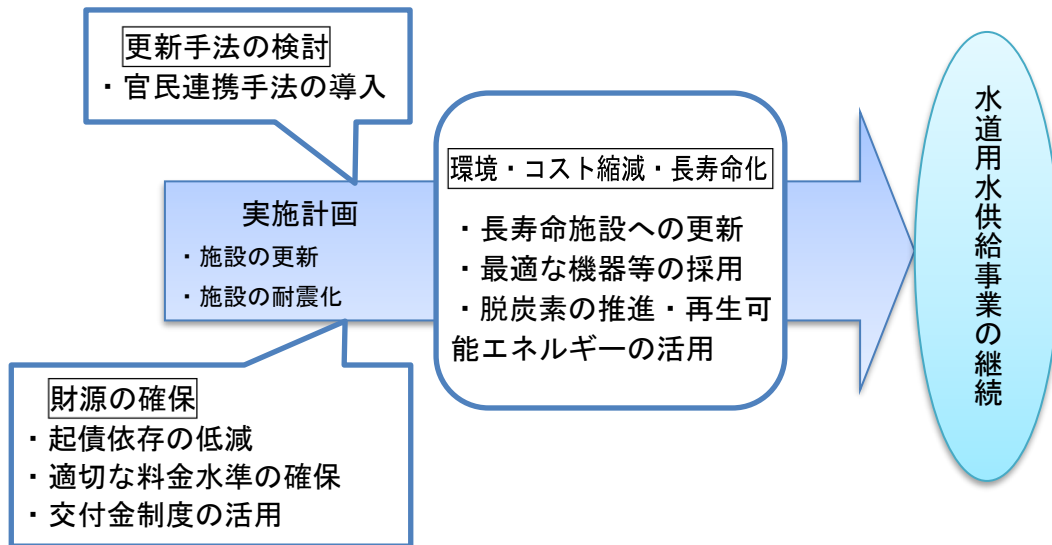 更新手法の検討
・官民連携手法の導入
実施計画
・施設の更新
・施設の耐震化
財源の確保
・起債依存の低減
・適切な料金水準の確保
・交付金制度の活用
環境・コスト縮減・長寿命化
・長寿命施設への更新
・最適な機器等の採用
・脱炭素の推進・再生可
能エネルギーの活用
水道用水供給事業の継続